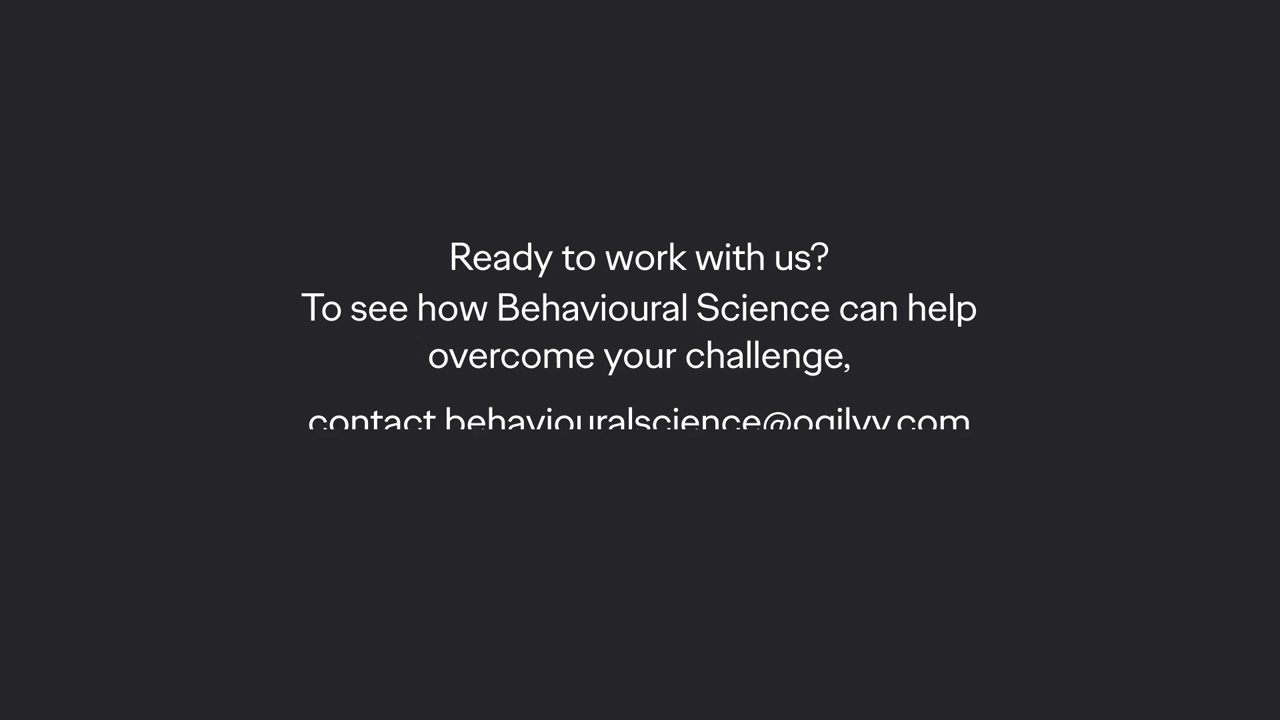 Ready to work with us?
To see how Behavioural Science can help
overcome your challenge,
contact behaviouralscience@ogilvy.com